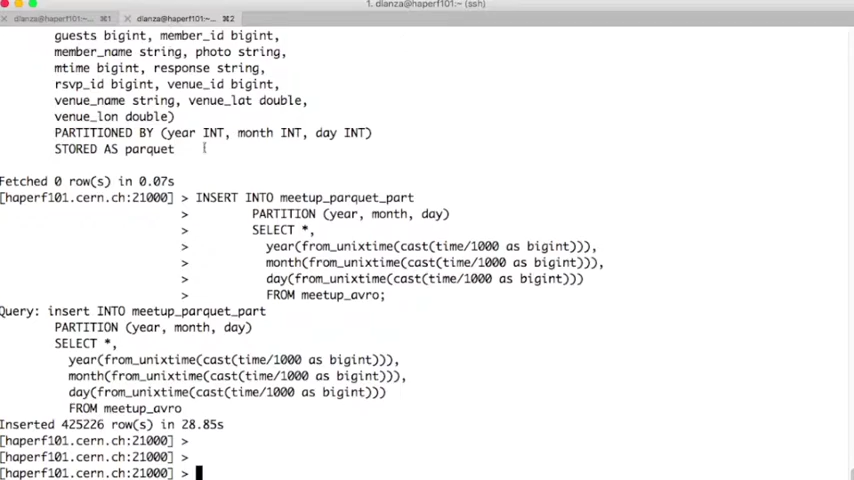 1. dianza@haperf101:~ (ssh)
dianza@haperf101:~... ⌘1
dianza@haperf101:~... ⌘2
guests bigint, member_id bigint,
member_name string, photo string,
mtime bigint, response string,
rsvp_id bigint, venue_id bigint,
venue_name string, venue_lat double,
venue_lon double)
PARTITIONED BY (year INT, month INT, day INT)
STORED AS parquet
Fetched 0 row(s) in 0.07s
[haperf101.cern.ch:21000] > INSERT INTO meetup_parquet_part
> PARTITION (year, month, day)
> SELECT *,
> year(from_unixtime(cast(time/1000 as bigint))),
> month(from_unixtime(cast(time/1000 as bigint))),
> day(from_unixtime(cast(time/1000 as bigint)))
> FROM meetup_avro;
Query: insert INTO meetup_parquet_part
PARTITION (year, month, day)
SELECT *,
year(from_unixtime(cast(time/1000 as bigint))),
month(from_unixtime(cast(time/1000 as bigint))),
day(from_unixtime(cast(time/1000 as bigint)))
FROM meetup_avro
Inserted 425226 row(s) in 28.85s
[haperf101.cern.ch:21000] >
[haperf101.cern.ch:21000] >
[haperf101.cern.ch:21000] >